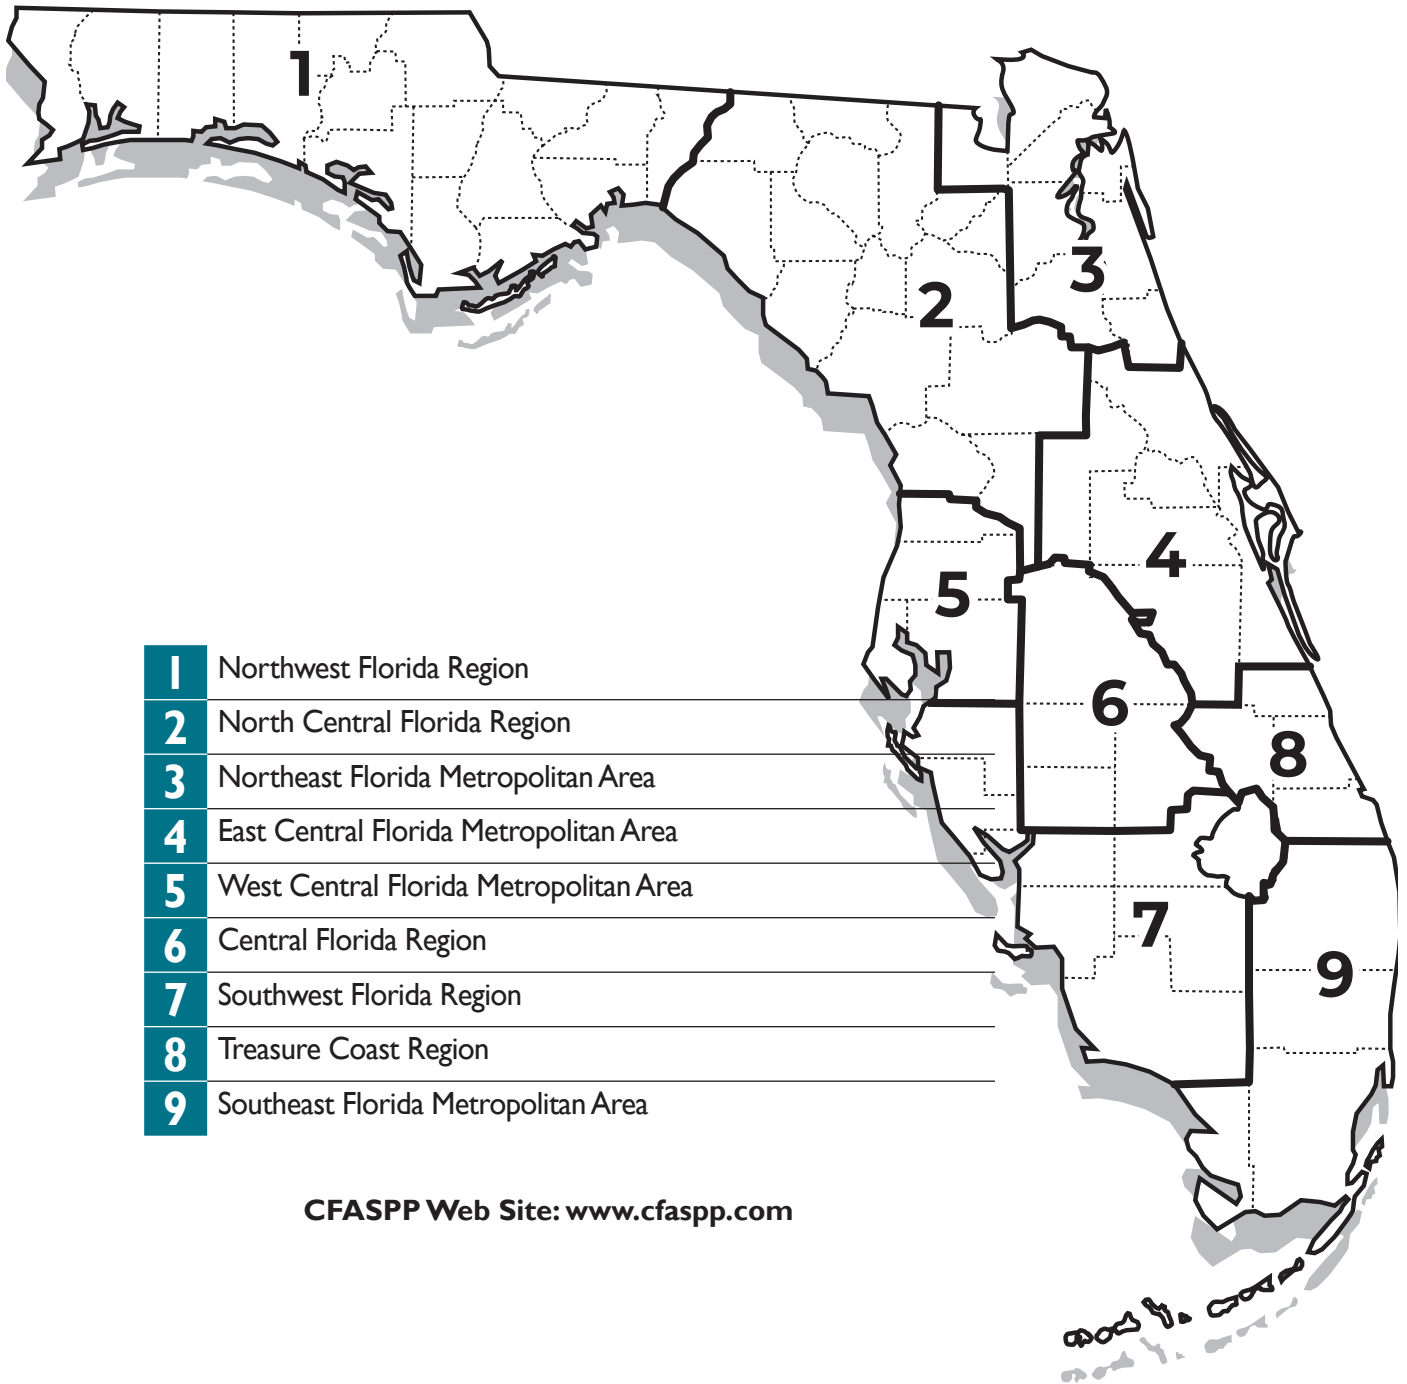 1
2
3
4
5
6
7
8
9
1 Northwest Florida Region
2 North Central Florida Region
3 Northeast Florida Metropolitan Area
4 East Central Florida Metropolitan Area
5 West Central Florida Metropolitan Area
6 Central Florida Region
7 Southwest Florida Region
8 Treasure Coast Region
9 Southeast Florida Metropolitan Area
CFASPP Web Site: www.cfaspp.com